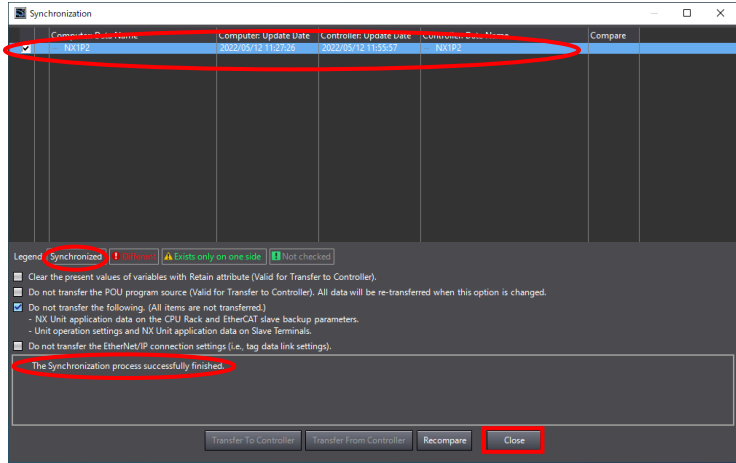 Synchronization
Computer: Data Name Computer: Update Date Controller: Update Date Controller: Data Name Compare
NX1P2 2022/05/12 11:27:26 2022/05/12 11:55:57 NX1P2
Legend: Synchronized Different Exists only on one side Not checked
Clear the present values of variables with Retain attribute (Valid for Transfer to Controller).
Do not transfer the POU program source (Valid for Transfer to Controller). All data will be re-transferred when this option is changed.
Do not transfer the following. (All items are not transferred.)
- NX Unit application data on the CPU Rack and EtherCAT slave backup parameters.
- Unit operation settings and NX Unit application data on Slave Terminals.
Do not transfer the EtherNet/IP connection settings (i.e., tag data link settings).
The Synchronization process successfully finished.
Transfer To Controller Transfer From Controller Recompare Close